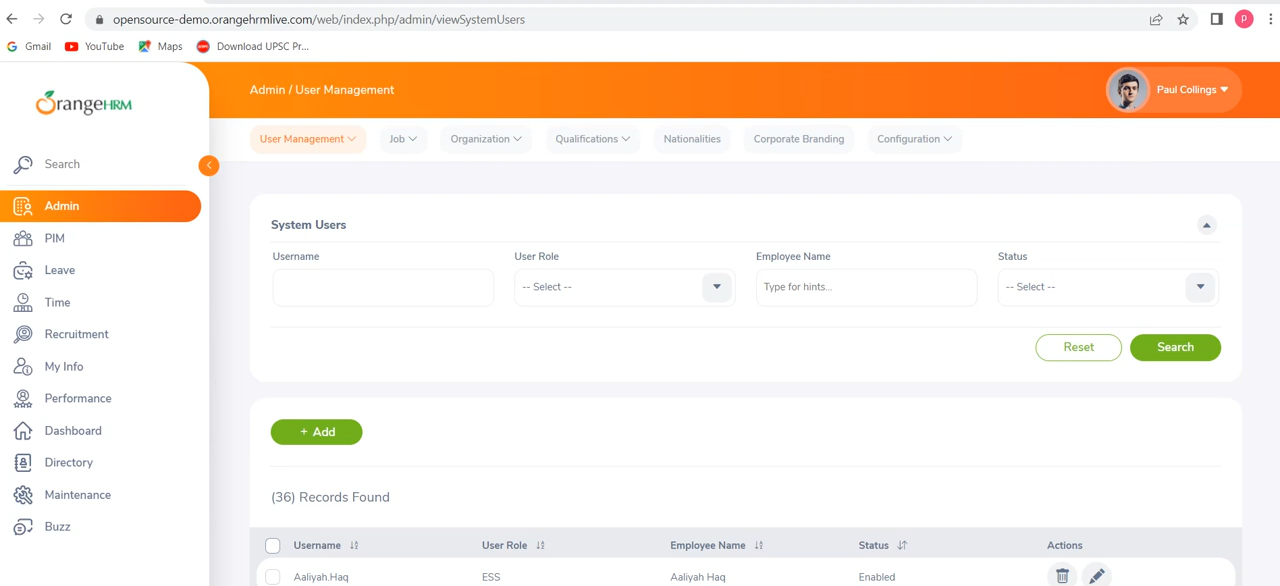 opensource-demo.orangehrmlive.com/web/index.php/admin/viewSystemUsers
P
Gmail YouTube Maps Download UPSC Pr...
OrangeHRM
Admin / User Management
Paul Collings
User Management Job Organization Qualifications Nationalities Corporate Branding Configuration
Search
Admin
PIM
Leave
Time
Recruitment
My Info
Performance
Dashboard
Directory
Maintenance
Buzz
System Users
Username User Role Employee Name Status
-- Select -- Type for hints... -- Select --
Reset Search
+ Add
(36) Records Found
Username User Role Employee Name Status Actions
Aaliyah.Haq ESS Aaliyah Haq Enabled